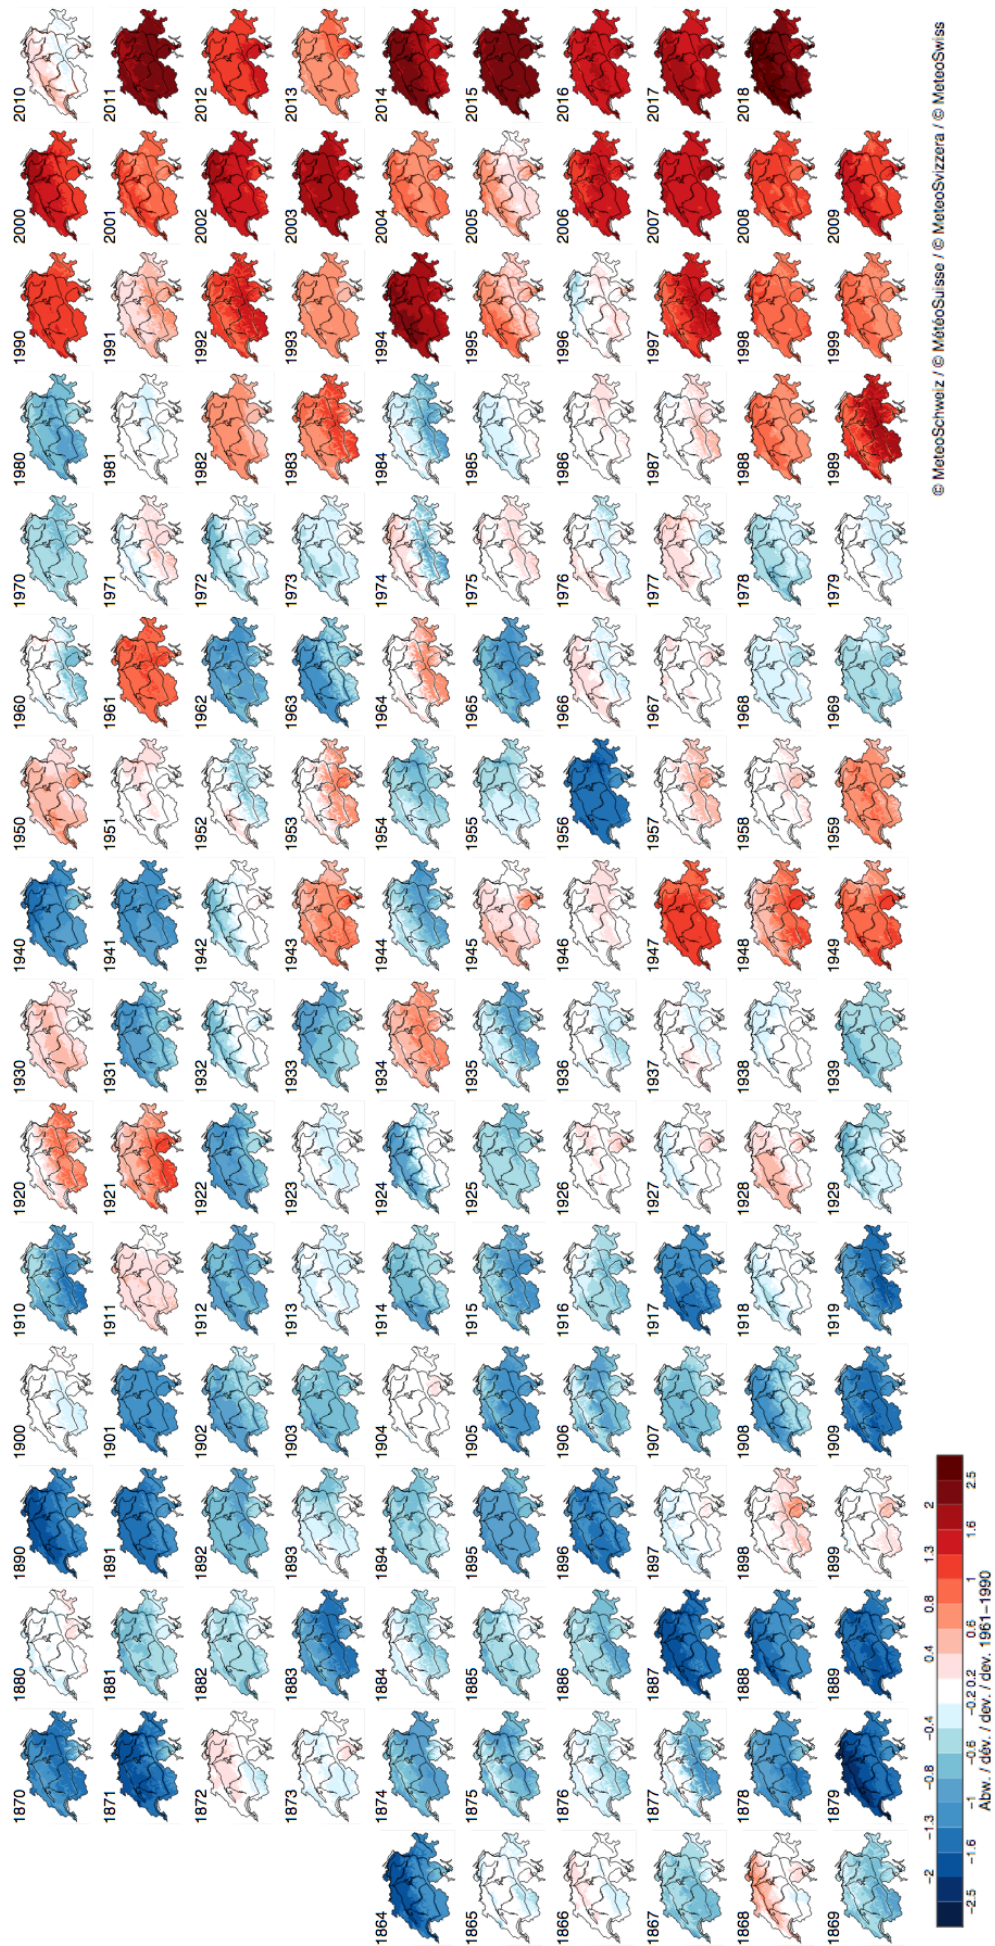 1870 1880 1890 1900 1910 1920 1930 1940 1950 1960 1970 1980 1990 2000 2010
1871 1881 1891 1901 1911 1921 1931 1941 1951 1961 1971 1981 1991 2001 2011
1872 1882 1892 1902 1912 1922 1932 1942 1952 1962 1972 1982 1992 2002 2012
1873 1883 1893 1903 1913 1923 1933 1943 1953 1963 1973 1983 1993 2003 2013
1864 1874 1884 1894 1904 1914 1924 1934 1944 1954 1964 1974 1984 1994 2004 2014
1865 1875 1885 1895 1905 1915 1925 1935 1945 1955 1965 1975 1985 1995 2005 2015
1866 1876 1886 1896 1906 1916 1926 1936 1946 1956 1966 1976 1986 1996 2006 2016
1867 1877 1887 1897 1907 1917 1927 1937 1947 1957 1967 1977 1987 1997 2007 2017
1868 1878 1888 1898 1908 1918 1928 1938 1948 1958 1968 1978 1988 1998 2008 2018
1869 1879 1889 1899 1909 1919 1929 1939 1949 1959 1969 1979 1989 1999 2009
−2 −1.3 −0.8 −0.4 0.4 0.8 1.3 2
© MeteoSchweiz / © MétéoSuisse / © MeteoSvizzera / © MeteoSwiss
−2.5 −1.6 −1 −0.6 −0.2 0.2 0.6 1 1.6 2.5
Abw. / dév. / dev. / dev. 1961−1990